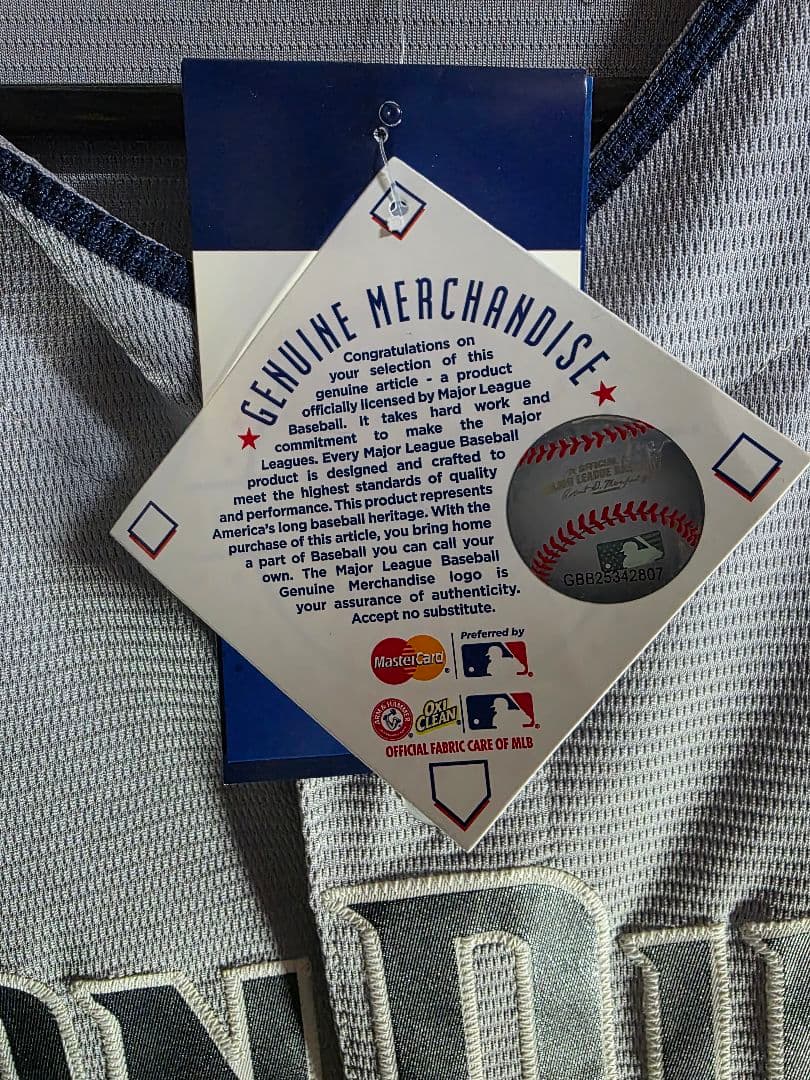 GENUINE MERCHANDISE
Congratulations on
your selection of this
genuine article - a product
officially licensed by Major League
Baseball. It takes hard work and
commitment to make the Major
Leagues. Every Major League Baseball
product is designed and crafted to
meet the highest standards of quality
and performance. This product represents
America's long baseball heritage. With the
purchase of this article, you bring home
a part of Baseball you can call your
own. The Major League Baseball
Genuine Merchandise logo is
your assurance of authenticity.
Accept no substitute.
OFFICIAL
MAJOR LEAGUE
GBB25342807
MasterCard
Preferred by
ARM & HAMMER
OXI
CLEAN
OFFICIAL FABRIC CARE OF MLB